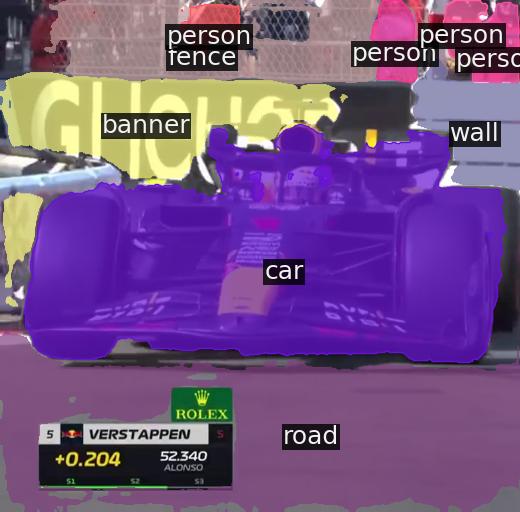 person
fence
person
person
perso
banner
wall
car
ROLEX
5 VERSTAPPEN 5
+0.204 52.340
ALONSO
S1 S2 S3
road